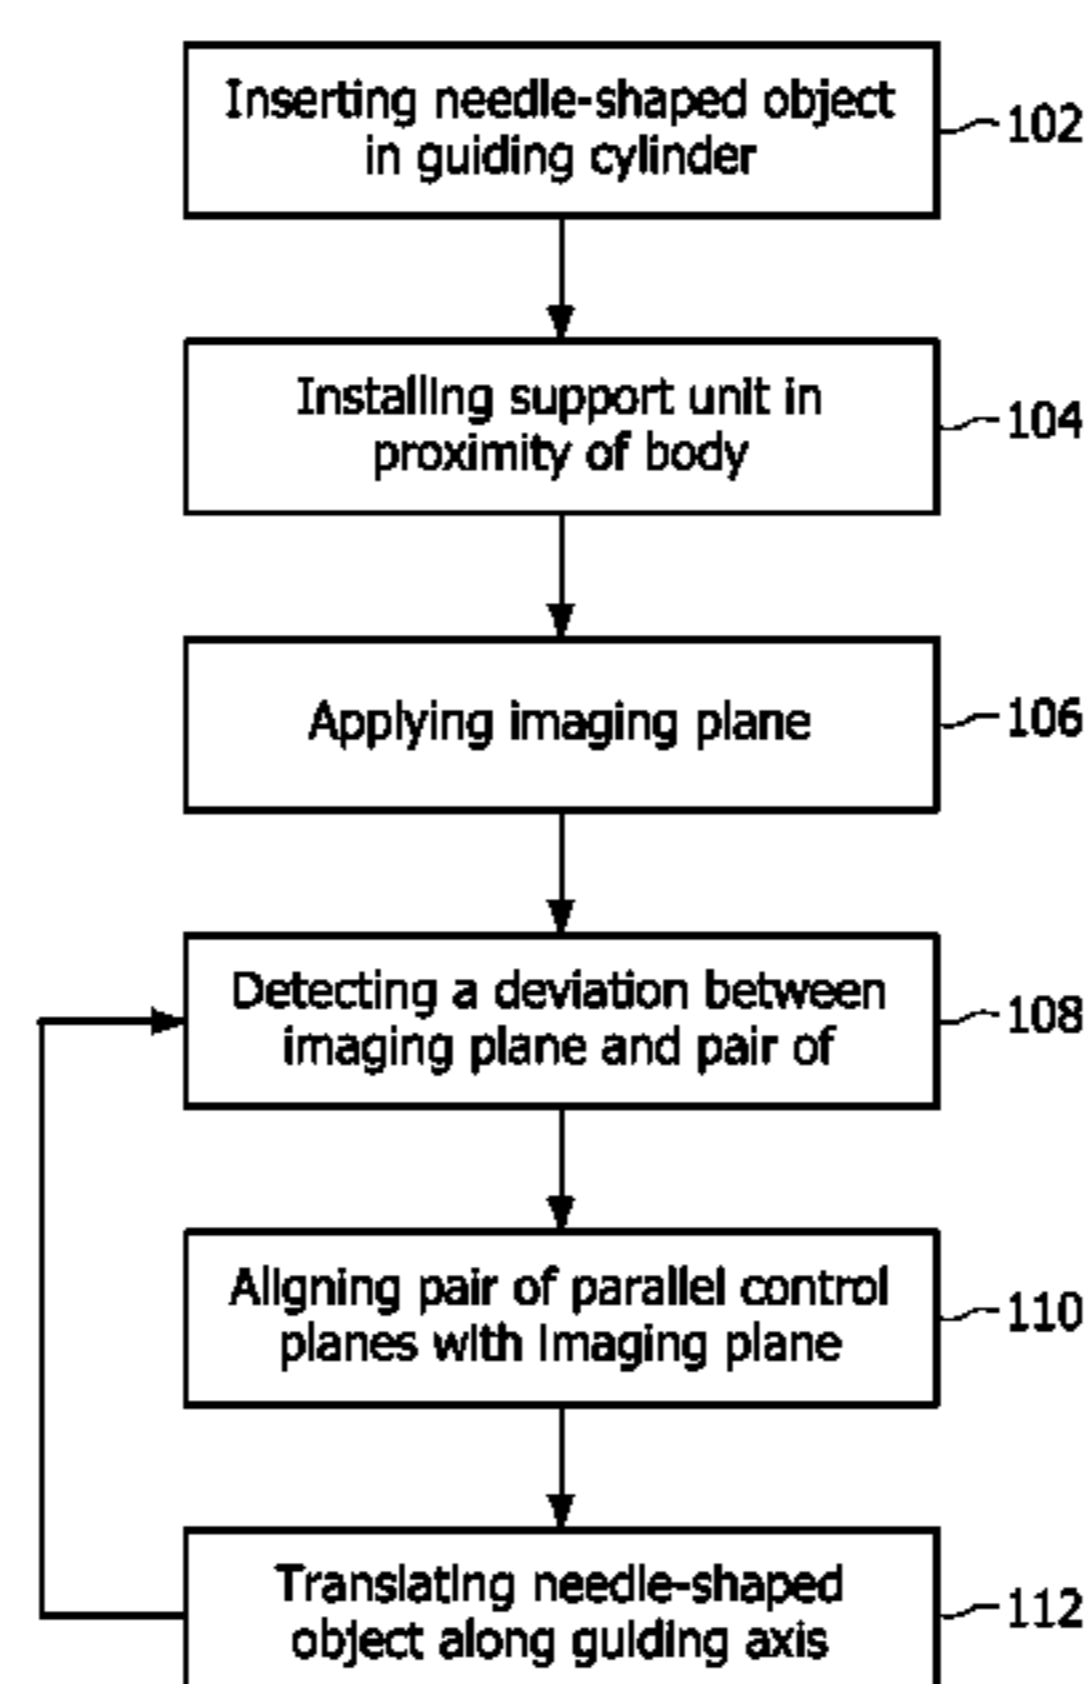 Inserting needle-shaped object
in guiding cylinder
102
Installing support unit in
proximity of body
104
Applying imaging plane
106
Detecting a deviation between
imaging plane and pair of
108
Aligning pair of parallel control
planes with imaging plane
110
Translating needle-shaped
object along guiding axis
112